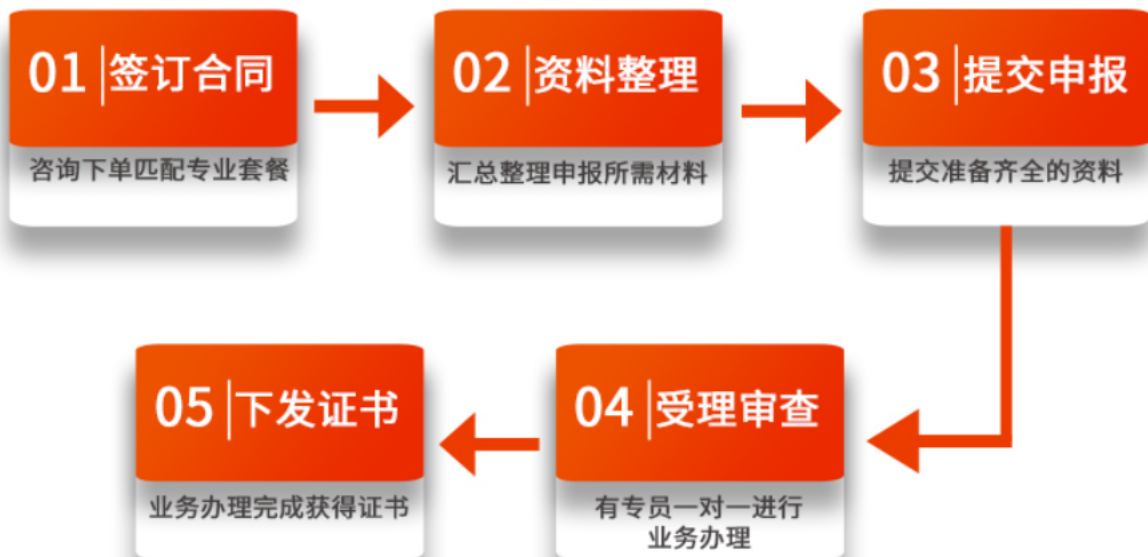 01 签订合同
咨询下单匹配专业套餐
02 资料整理
汇总整理申报所需材料
03 提交申报
提交准备齐全的资料
04 受理审查
有专员一对一进行
业务办理
05 下发证书
业务办理完成获得证书